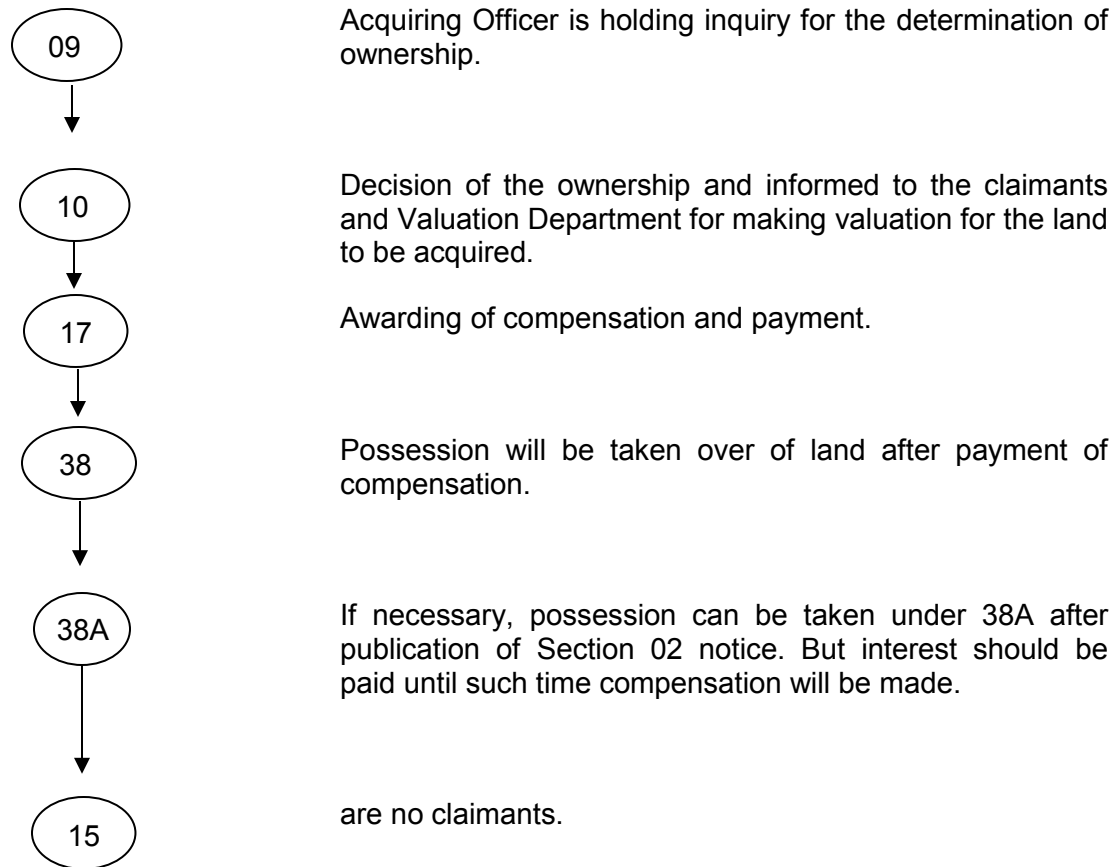 09
Acquiring Officer is holding inquiry for the determination of
ownership.
10
Decision of the ownership and informed to the claimants
and Valuation Department for making valuation for the land
to be acquired.
17
Awarding of compensation and payment.
38
Possession will be taken over of land after payment of
compensation.
38A
If necessary, possession can be taken under 38A after
publication of Section 02 notice. But interest should be
paid until such time compensation will be made.
15
are no claimants.